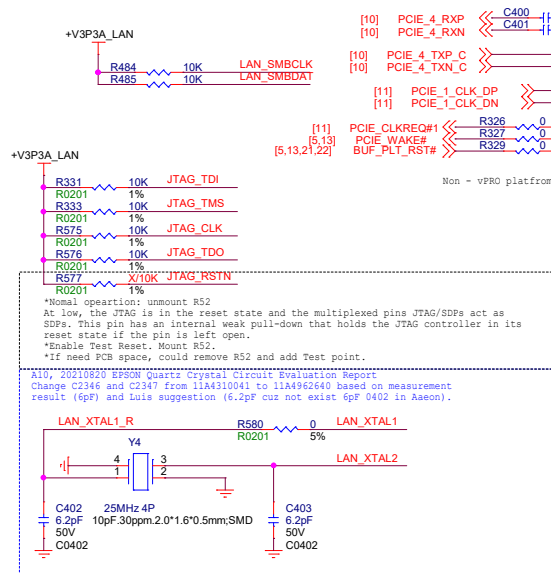 C400
[10] PCIE_4_RXP
C401
[10] PCIE_4_RXN
+V3P3A_LAN
[10] PCIE_4_TXP_C
[10] PCIE_4_TXN_C
R484 10K LAN_SMBCLK
R485 10K LAN_SMBDAT
[11] PCIE_1_CLK_DP
[11] PCIE_1_CLK_DN
[11] PCIE_CLKREQ#1 R326 0
[5,13] PCIE_WAKE# R327 0
[5,13,21,22] BUF_PLT_RST# R329 0
+V3P3A_LAN
Non - vPRO platfrom
R331 10K JTAG_TDI
R0201 1%
R333 10K JTAG_TMS
R0201 1%
R575 10K JTAG_CLK
R0201 1%
R576 10K JTAG_TDO
R0201 1%
R577 X/10K JTAG_RSTN
R0201 1%
*Nomal opeartion: unmount R52
At low, the JTAG is in the reset state and the multiplexed pins JTAG/SDPs act as
SDPs. This pin has an internal weak pull-down that holds the JTAG controller in its
reset state if the pin is left open.
*Enable Test Reset. Mount R52.
*If need PCB space, could remove R52 and add Test point.
A10, 20210820 EPSON Quartz Crystal Circuit Evaluation Report
Change C2346 and C2347 from 11A4310041 to 11A4962640 based on measurement
result (6pF) and Luis suggestion (6.2pF cuz not exist 6pF 0402 in Aaeon).
LAN_XTAL1_R R580 0 LAN_XTAL1
R0201 5%
Y4
4 3 LAN_XTAL2
1 2
C402 25MHz 4P C403
6.2pF 10pF.30ppm.2.0*1.6*0.5mm;SMD 6.2pF
50V 50V
C0402 C0402